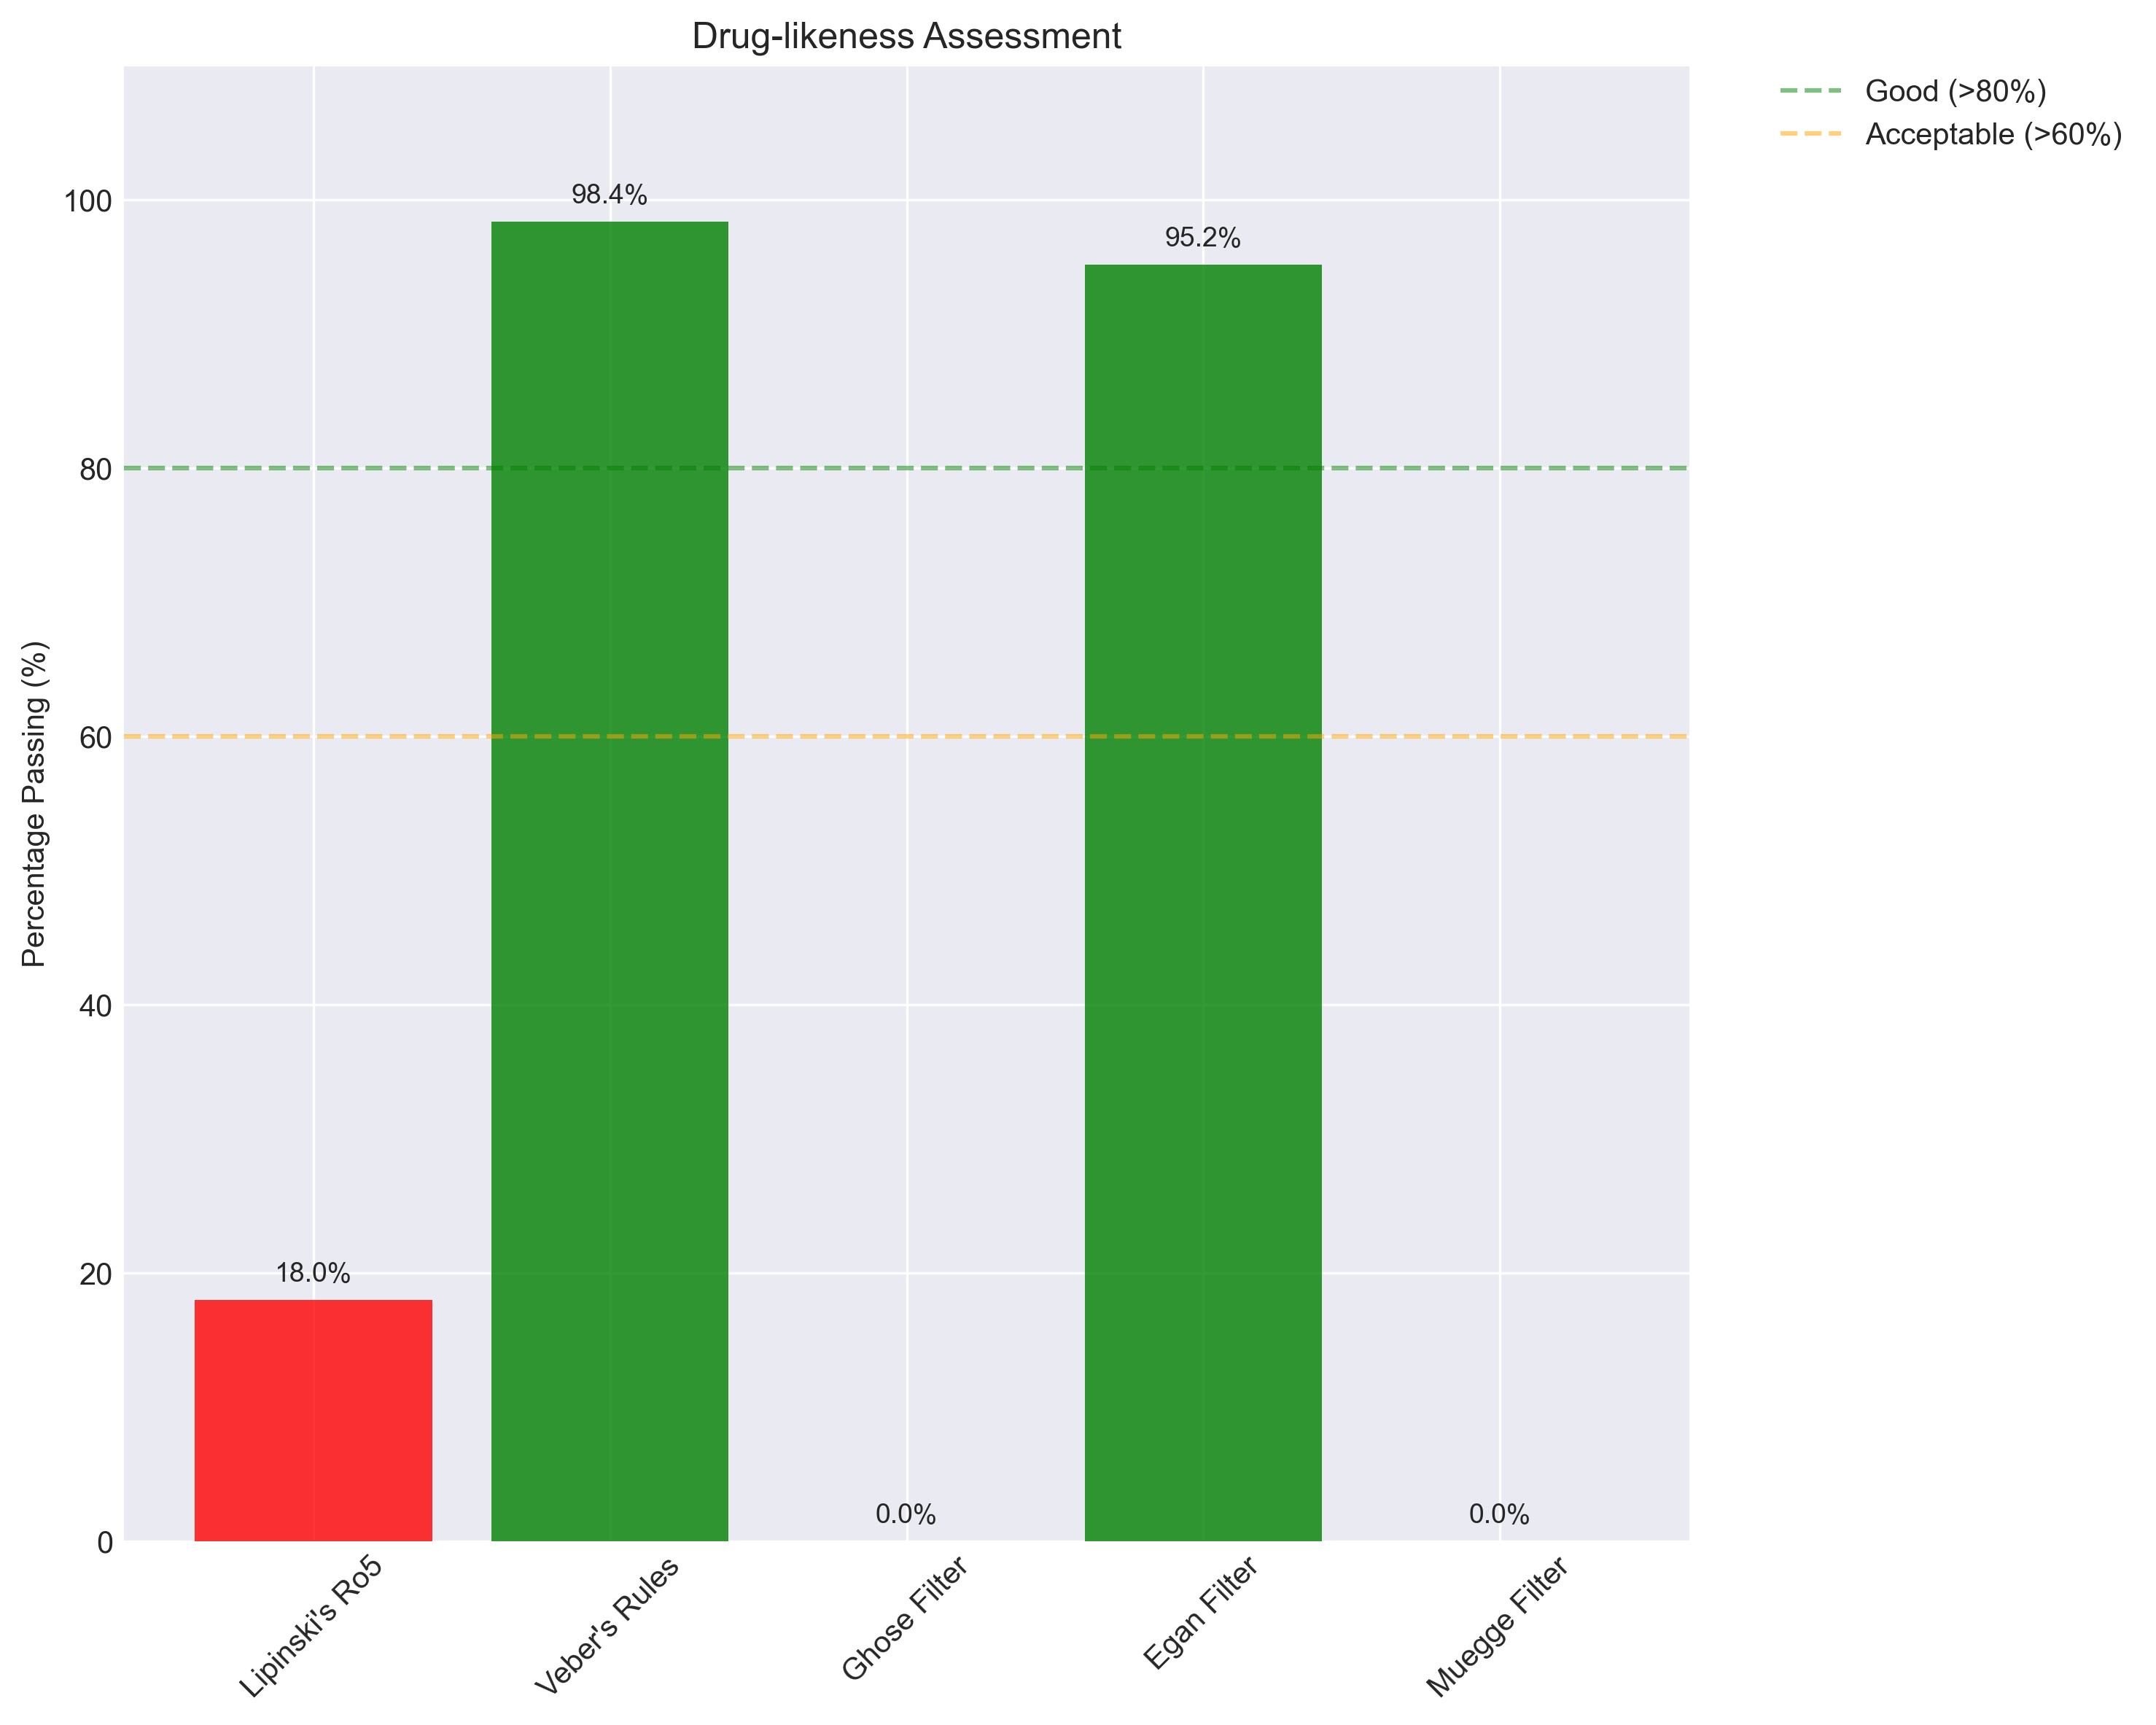 Drug-likeness Assessment
Good (>80%)
Acceptable (>60%)
Percentage Passing (%)
100
80
60
40
20
0
18.0%
98.4%
0.0%
95.2%
0.0%
Lipinski's Ro5
Veber's Rules
Ghose Filter
Egan Filter
Muegge Filter